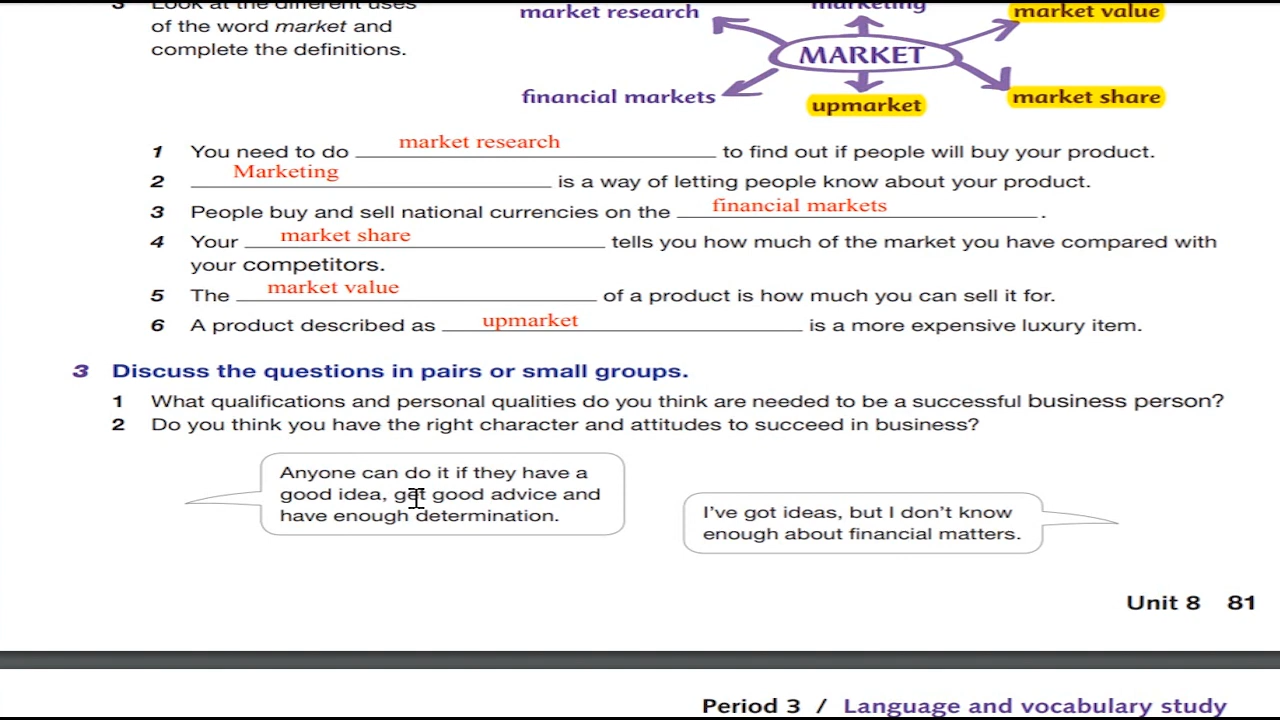 3 Look at the different uses
of the word market and
complete the definitions.
market research
marketing
market value
MARKET
financial markets
upmarket
market share
1 You need to do market research to find out if people will buy your product.
2 Marketing is a way of letting people know about your product.
3 People buy and sell national currencies on the financial markets.
4 Your market share tells you how much of the market you have compared with
your competitors.
5 The market value of a product is how much you can sell it for.
6 A product described as upmarket is a more expensive luxury item.
3 Discuss the questions in pairs or small groups.
1 What qualifications and personal qualities do you think are needed to be a successful business person?
2 Do you think you have the right character and attitudes to succeed in business?
Anyone can do it if they have a
good idea, get good advice and
have enough determination.
I've got ideas, but I don't know
enough about financial matters.
Unit 8 81
Period 3 / Language and vocabulary study